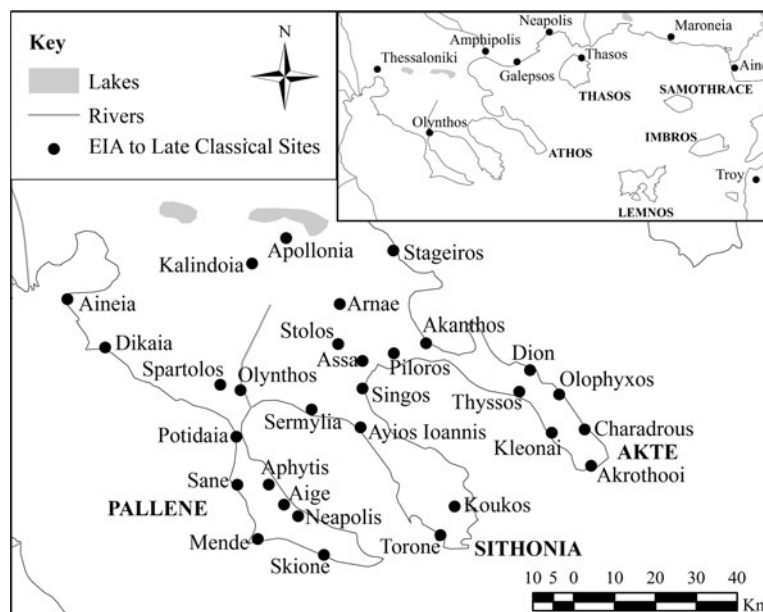 Key
N
Lakes
Rivers
EIA to Late Classical Sites
Neapolis
Maroneia
Amphipolis
Thessaloniki
Thasos
Galepsos
Aine
THASOS
SAMOTHRACE
Olynthos
IMBROS
ATHOS
Troy
LEMNOS
Apollonia
Stageiros
Kalindoia
Aineia
Arnae
Dikaia
Stolos
Akanthos
Assa
Piloros
Dion
Spartolos
Olynthos
Singos
Thyssos
Olophyxos
Sermylia
Ayios Ioannis
Charadrous
Potidaia
Kleonai
AKTE
Akrothooi
Sane
Aphytis
Aige
PALLENE
Neapolis
Koukos
Mende
Torone
SITHONIA
Skione
10 5 0 10 20 30 40
Km